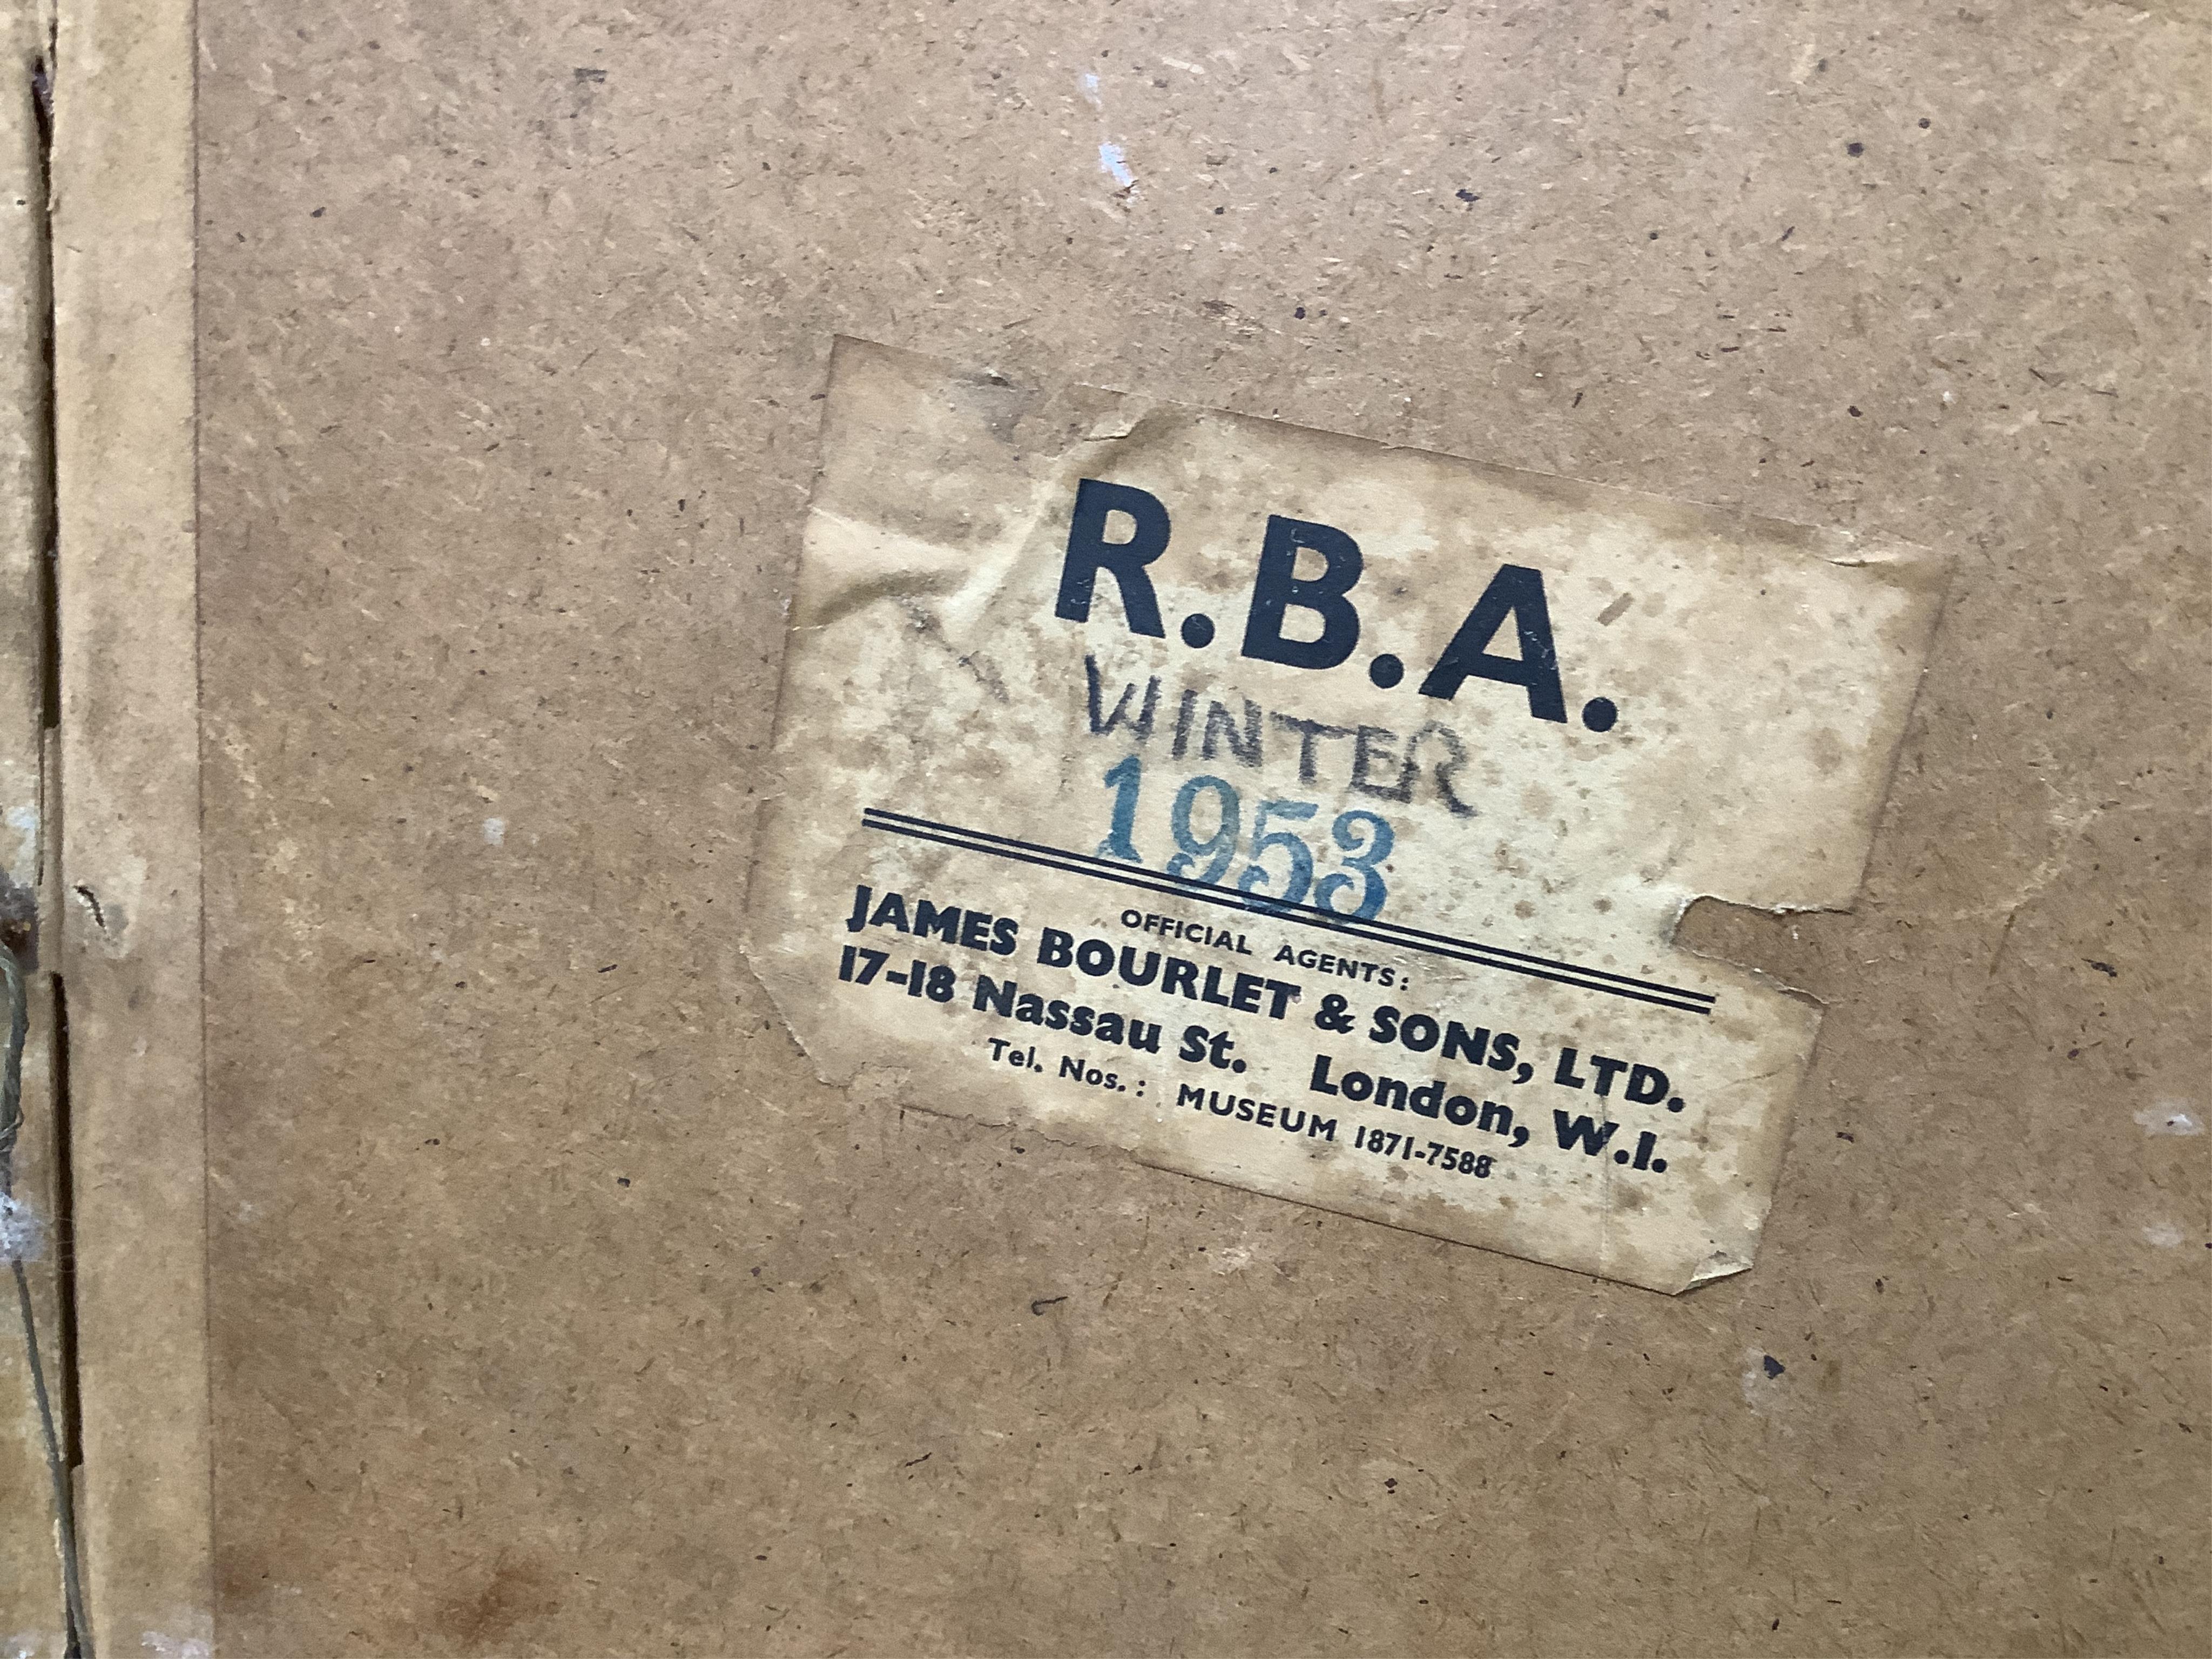 R.B.A.
WINTER
1953
OFFICIAL AGENTS:
JAMES BOURLET & SONS, LTD.
17-18 Nassau St. London, W.I.
Tel. Nos.: MUSEUM 1871-7588